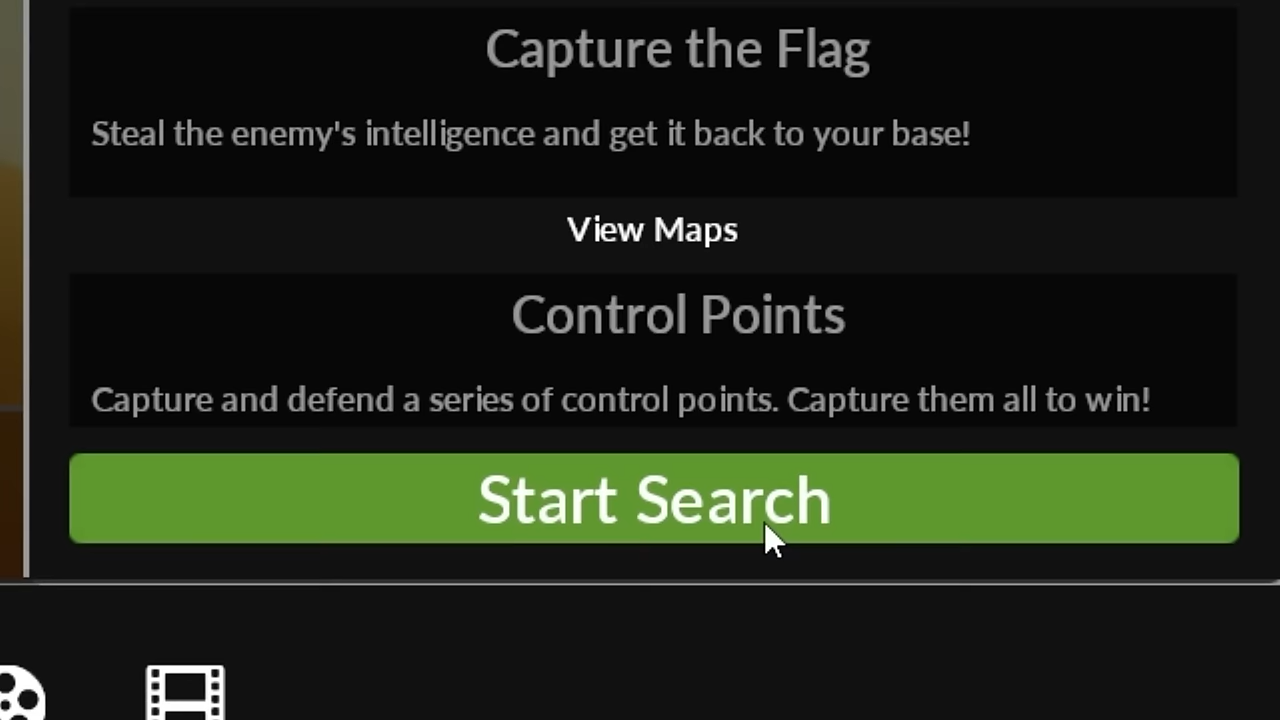 Capture the Flag
Steal the enemy's intelligence and get it back to your base!
View Maps
Control Points
Capture and defend a series of control points. Capture them all to win!
Start Search